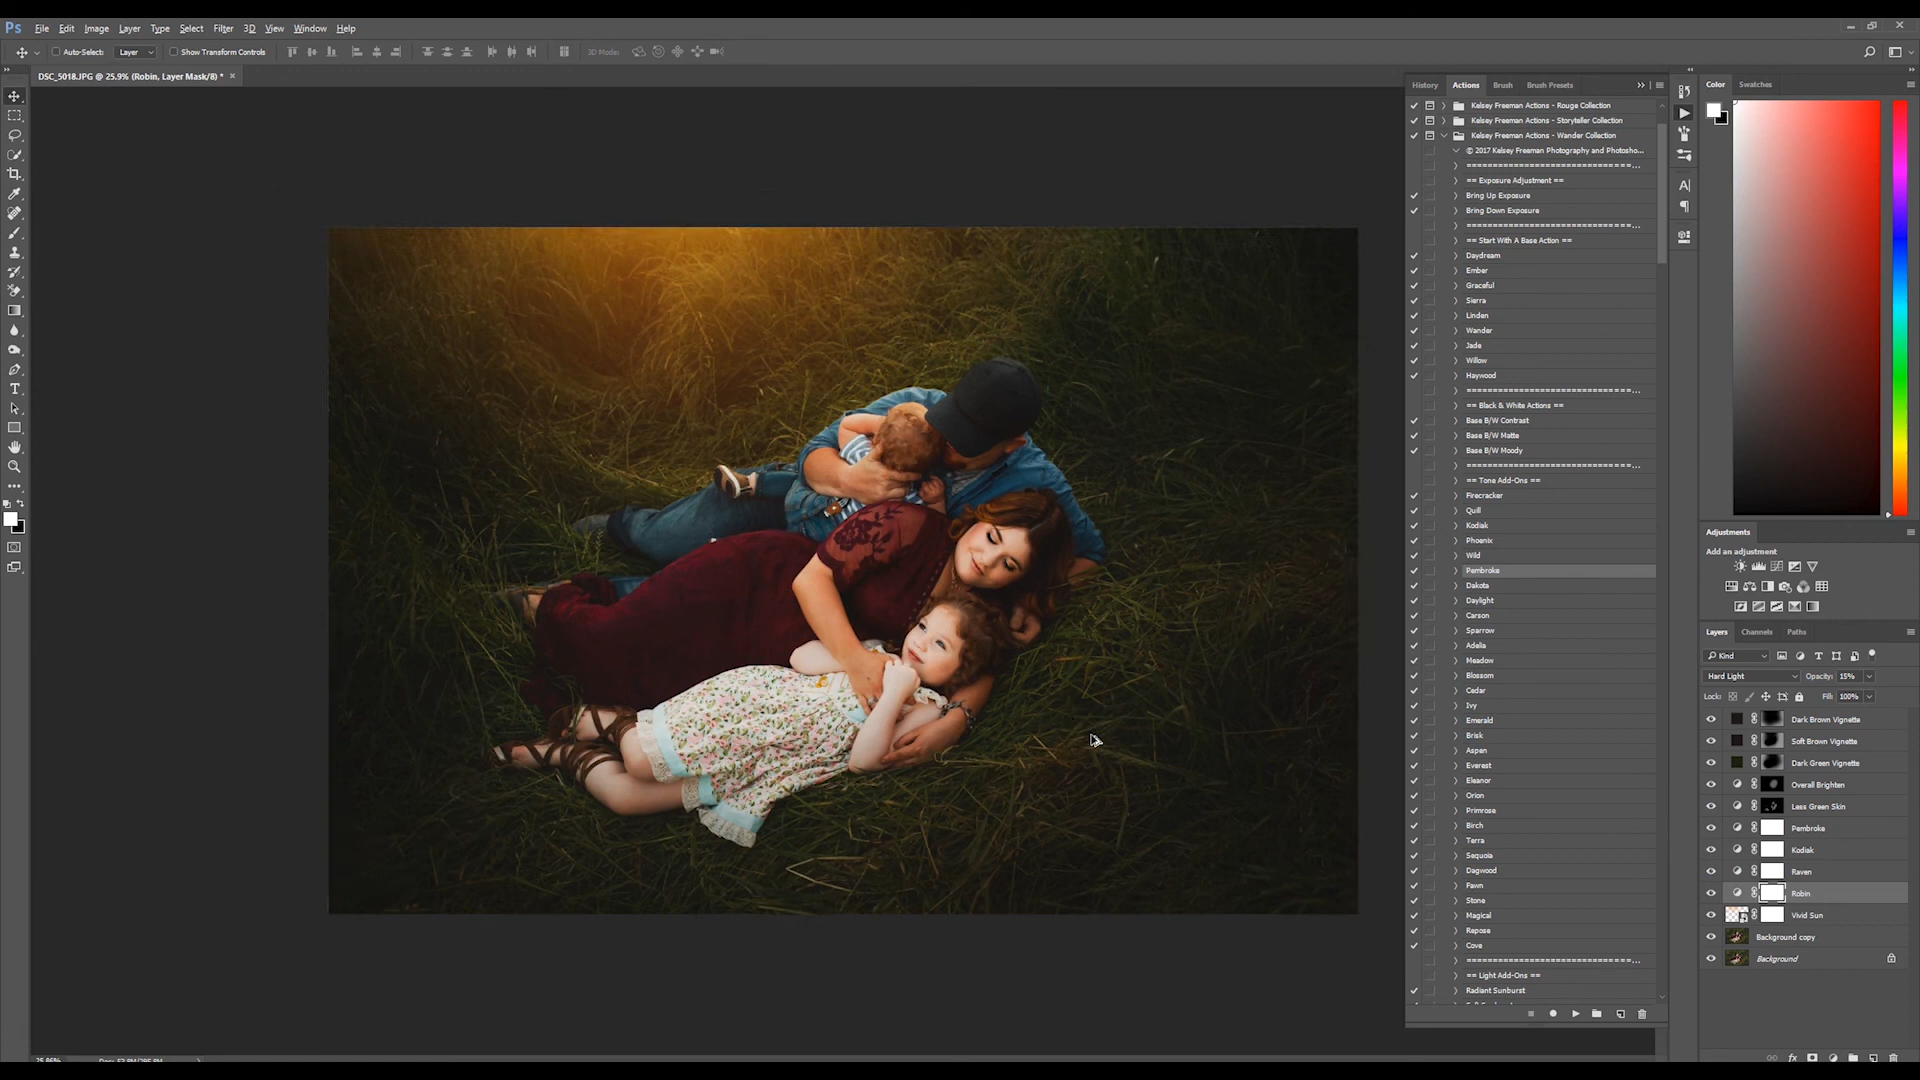 Ps File Edit Image Layer Type Select Filter 3D View Window Help
Auto-Select: Layer Show Transform Controls 3D Mode:
DSC_5018.JPG @ 25.9% (Robin, Layer Mask/8) *
History Actions Brush Brush Presets
Kelsey Freeman Actions - Rouge Collection
Kelsey Freeman Actions - Storyteller Collection
Kelsey Freeman Actions - Wander Collection
© 2017 Kelsey Freeman Photography and Photosho...
==============================...
== Exposure Adjustment ==
Bring Up Exposure
Bring Down Exposure
==============================...
== Start With A Base Action ==
Daydream
Ember
Graceful
Sierra
Linden
Wander
Jade
Willow
Haywood
==============================...
== Black & White Actions ==
Base B/W Contrast
Base B/W Matte
Base B/W Moody
==============================...
== Tone Add-Ons ==
Firecracker
Quill
Kodiak
Phoenix
Wild
Pembroke
Dakota
Daylight
Carson
Sparrow
Adelia
Meadow
Blossom
Cedar
Ivy
Emerald
Brisk
Aspen
Everest
Eleanor
Orion
Primrose
Birch
Terra
Sequoia
Dagwood
Fawn
Stone
Magical
Repose
Cove
==============================...
== Light Add-Ons ==
Radiant Sunburst
Color Swatches
Adjustments
Add an adjustment
Layers Channels Paths
Kind
Hard Light Opacity: 15%
Lock: Fill: 100%
Dark Brown Vignette
Soft Brown Vignette
Dark Green Vignette
Overall Brighten
Less Green Skin
Pembroke
Kodiak
Raven
Robin
Vivid Sun
Background copy
Background